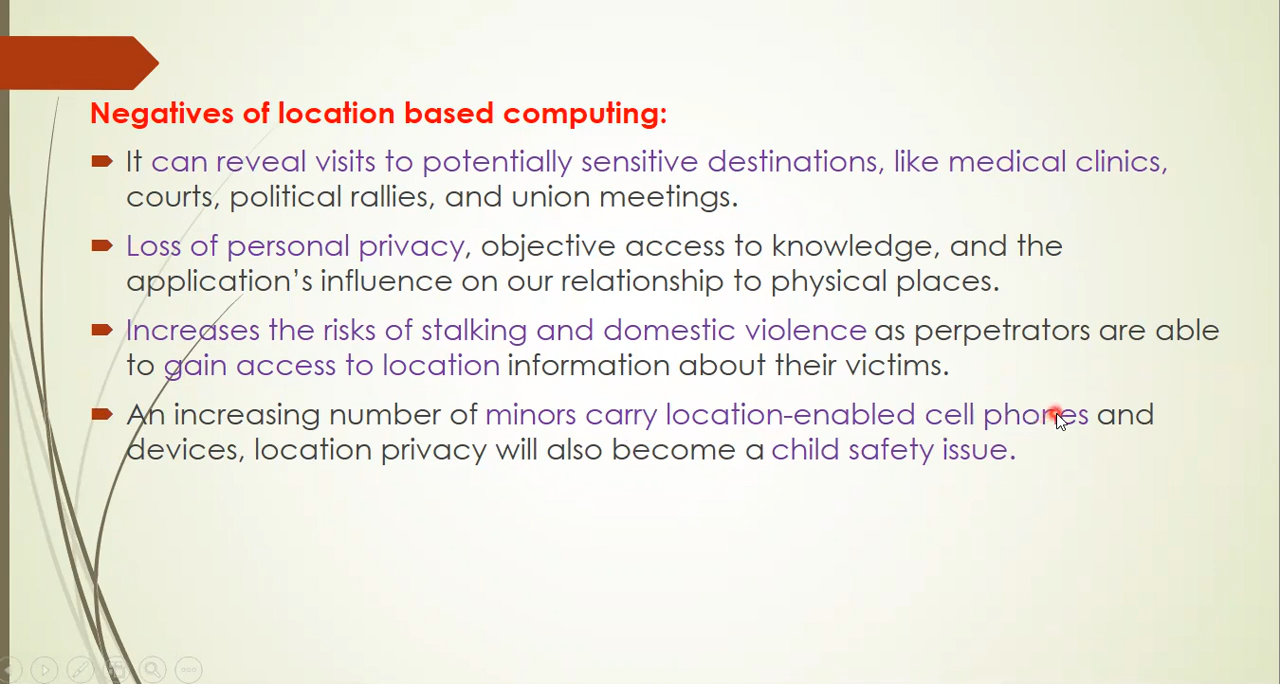 Negatives of location based computing:
It can reveal visits to potentially sensitive destinations, like medical clinics,
courts, political rallies, and union meetings.
Loss of personal privacy, objective access to knowledge, and the
application’s influence on our relationship to physical places.
Increases the risks of stalking and domestic violence as perpetrators are able
to gain access to location information about their victims.
An increasing number of minors carry location-enabled cell phones and
devices, location privacy will also become a child safety issue.